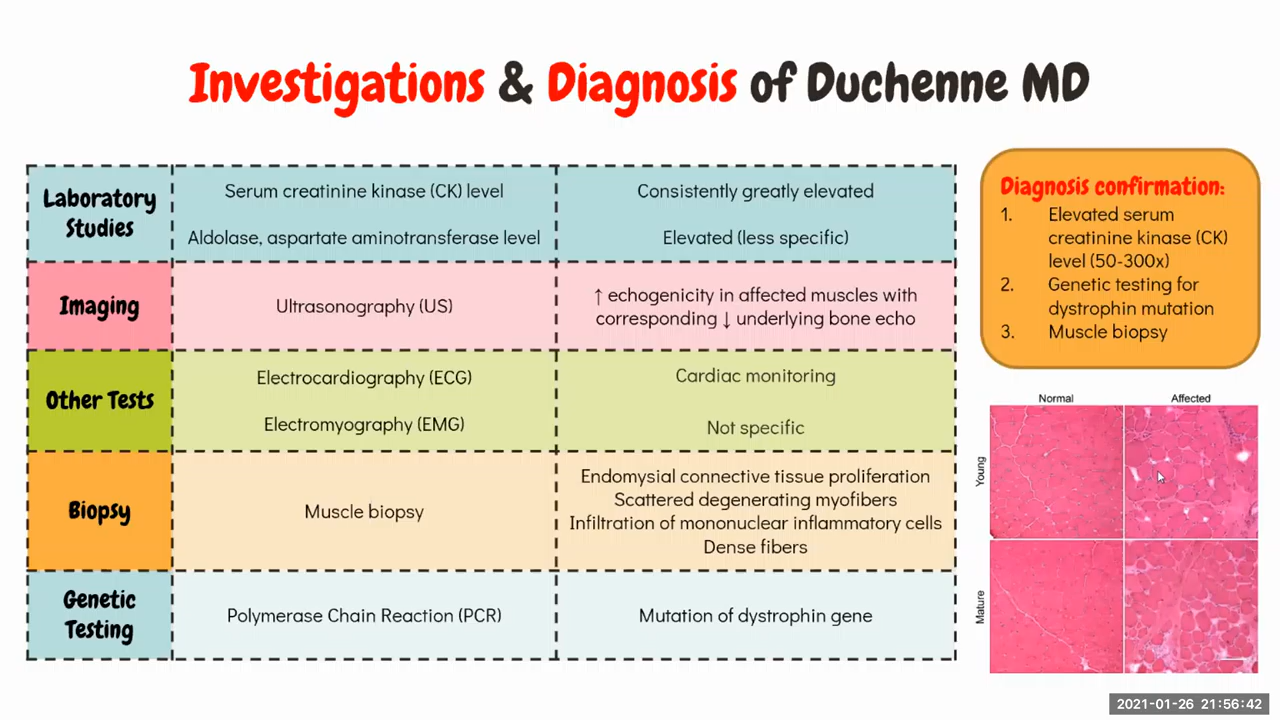 Investigations & Diagnosis of Duchenne MD
Laboratory
Studies
Serum creatinine kinase (CK) level
Aldolase, aspartate aminotransferase level
Consistently greatly elevated
Elevated (less specific)
Imaging
Ultrasonography (US)
↑ echogenicity in affected muscles with
corresponding ↓ underlying bone echo
Other Tests
Electrocardiography (ECG)
Electromyography (EMG)
Cardiac monitoring
Not specific
Biopsy
Muscle biopsy
Endomysial connective tissue proliferation
Scattered degenerating myofibers
Infiltration of mononuclear inflammatory cells
Dense fibers
Genetic
Testing
Polymerase Chain Reaction (PCR)
Mutation of dystrophin gene
Diagnosis confirmation:
1. Elevated serum
creatinine kinase (CK)
level (50-300x)
2. Genetic testing for
dystrophin mutation
3. Muscle biopsy
Normal
Affected
Young
Mature
2021-01-26 21:56:42